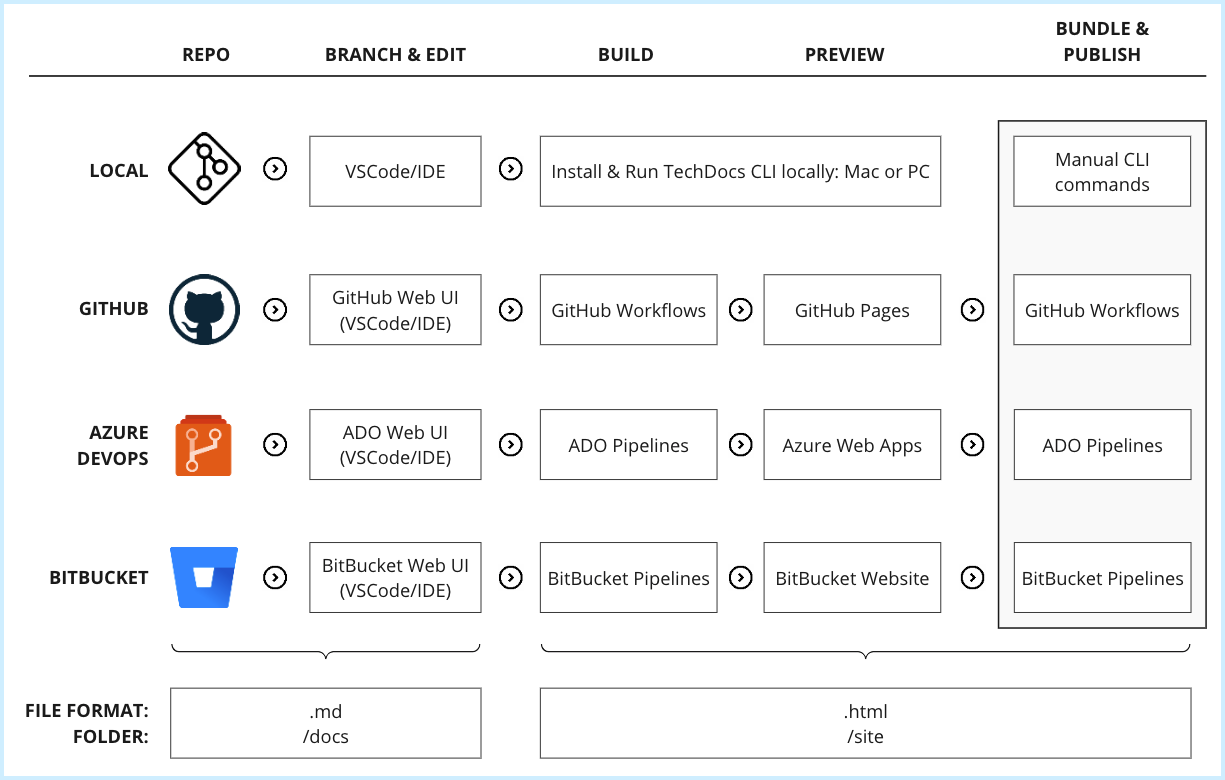 REPO
BRANCH & EDIT
BUILD
PREVIEW
BUNDLE &
PUBLISH
LOCAL
VSCode/IDE
Install & Run TechDocs CLI locally: Mac or PC
Manual CLI
commands
GITHUB
GitHub Web UI
(VSCode/IDE)
GitHub Workflows
GitHub Pages
GitHub Workflows
AZURE
DEVOPS
ADO Web UI
(VSCode/IDE)
ADO Pipelines
Azure Web Apps
ADO Pipelines
BITBUCKET
BitBucket Web UI
(VSCode/IDE)
BitBucket Pipelines
BitBucket Website
BitBucket Pipelines
FILE FORMAT:
FOLDER:
.md
/docs
.html
/site